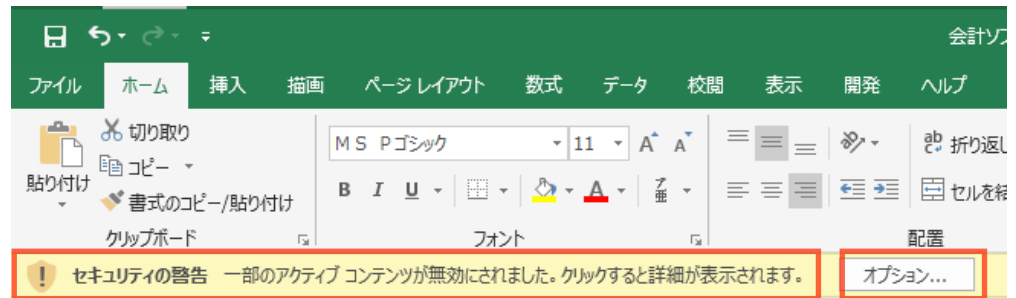 会計ソフ
ファイル ホーム 挿入 描画 ページ レイアウト 数式 データ 校閲 表示 開発 ヘルプ
貼り付け
切り取り
コピー
書式のコピー/貼り付け
クリップボード
ＭＳ Ｐゴシック 11 A A
B I U A ア亜
フォント
ab 折り返し
セルを結
配置
セキュリティの警告 一部のアクティブ コンテンツが無効にされました。クリックすると詳細が表示されます。 オプション...